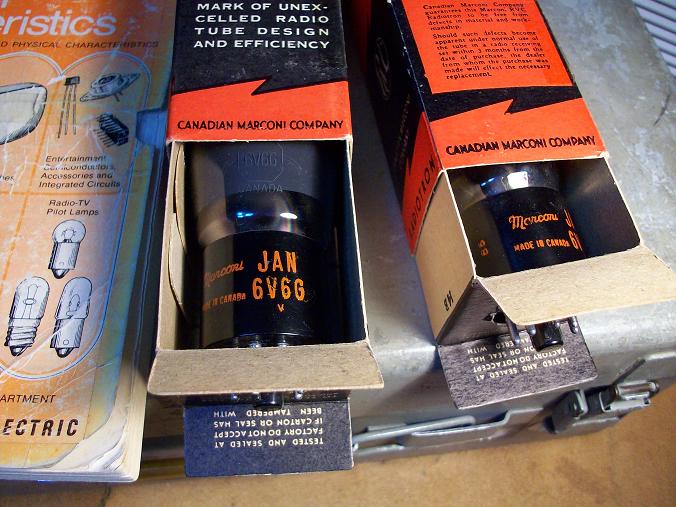 eristics
D PHYSICAL CHARACTERISTICS
Entertainment
Semiconductors,
Accessories and
Integrated Circuits
Radio-TV
Pilot Lamps
ARTMENT
LECTRIC
MARK OF UNEX-
CELLED RADIO
TUBE DESIGN
AND EFFICIENCY
CANADIAN MARCONI COMPANY
6V6G
CANADA
Marconi
JAN
MADE IN CANADA
6V6G
V
TESTED AND SEALED AT
FACTORY DO NOT ACCEPT
IF CARTON OR SEAL HAS
BEEN TAMPERED WITH
Canadian Marconi Company
guarantees this Marconi RVC
Radiotron to be free from
defects in material and work-
manship.
Should such defects become
apparent under normal use of
the tube in a radio receiving
set within 3 months from the
date of purchase, the dealer
from whom the purchase was
made will effect the necessary
replacement.
CANADIAN MARCONI COMPANY
RADIOTRON
Marconi
JA
MADE IN CANADA
6V
TESTED AND SEALED AT
FACTORY DO NOT ACCEPT
IF CARTON OR SEAL HAS